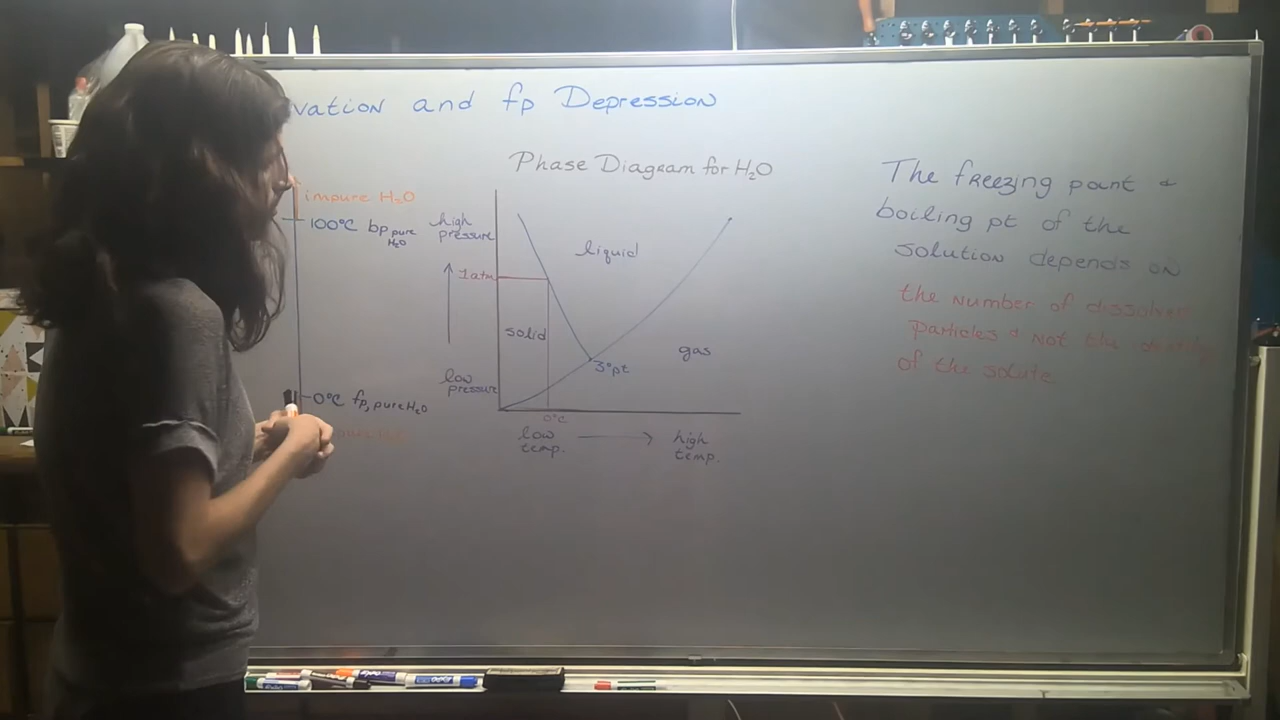 vation and fp Depression
Phase Diagram for H₂O
impure H₂O
100°C bp pure H₂O
high pressure
1 atm
liquid
solid
gas
3°pt
low pressure
0°C fp, pure H₂O
0°C
low temp.
high temp.
The freezing point &
boiling pt of the
solution depends on
the number of dissolved
particles & not the
of the solute